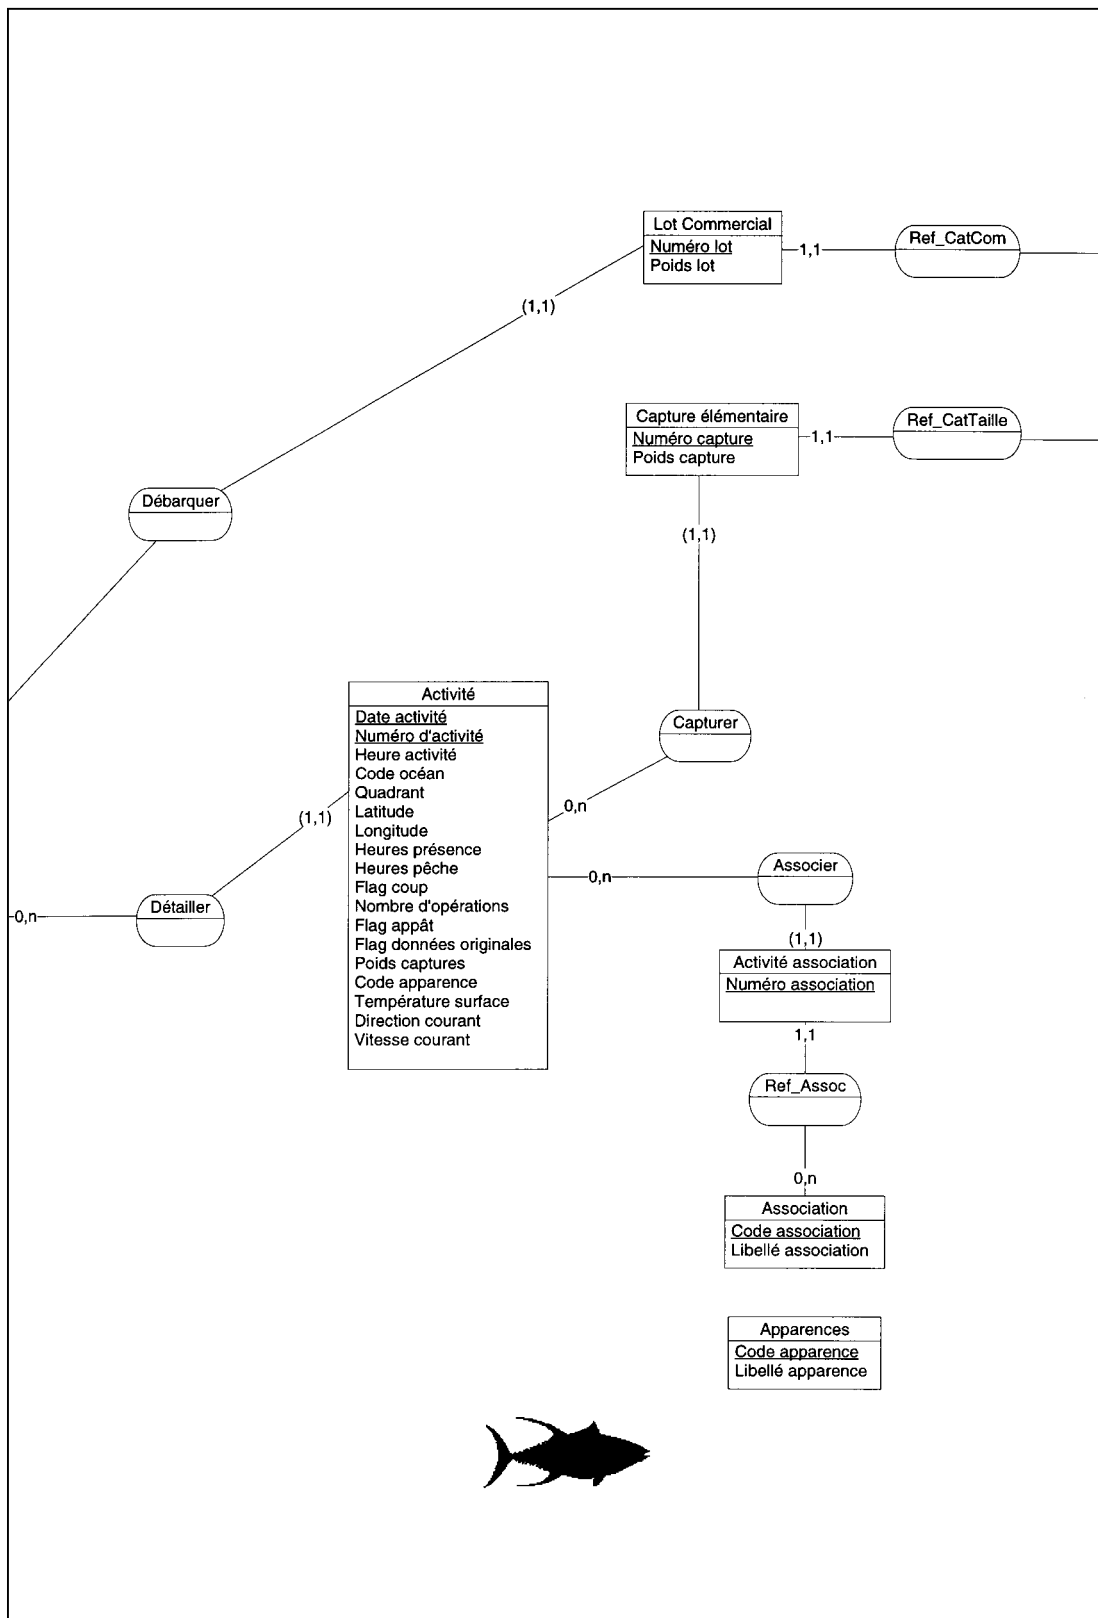 Lot Commercial
Numéro lot
Poids lot
1,1
Ref_CatCom
(1,1)
Capture élémentaire
Numéro capture
Poids capture
1,1
Ref_CatTaille
Débarquer
(1,1)
Activité
Date activité
Numéro d'activité
Heure activité
Code océan
Quadrant
Latitude
Longitude
Heures présence
Heures pêche
Flag coup
Nombre d'opérations
Flag appât
Flag données originales
Poids captures
Code apparence
Température surface
Direction courant
Vitesse courant
Capturer
0,n
(1,1)
0,n
Associer
0,n
Détailler
(1,1)
Activité association
Numéro association
1,1
Ref_Assoc
0,n
Association
Code association
Libellé association
Apparences
Code apparence
Libellé apparence